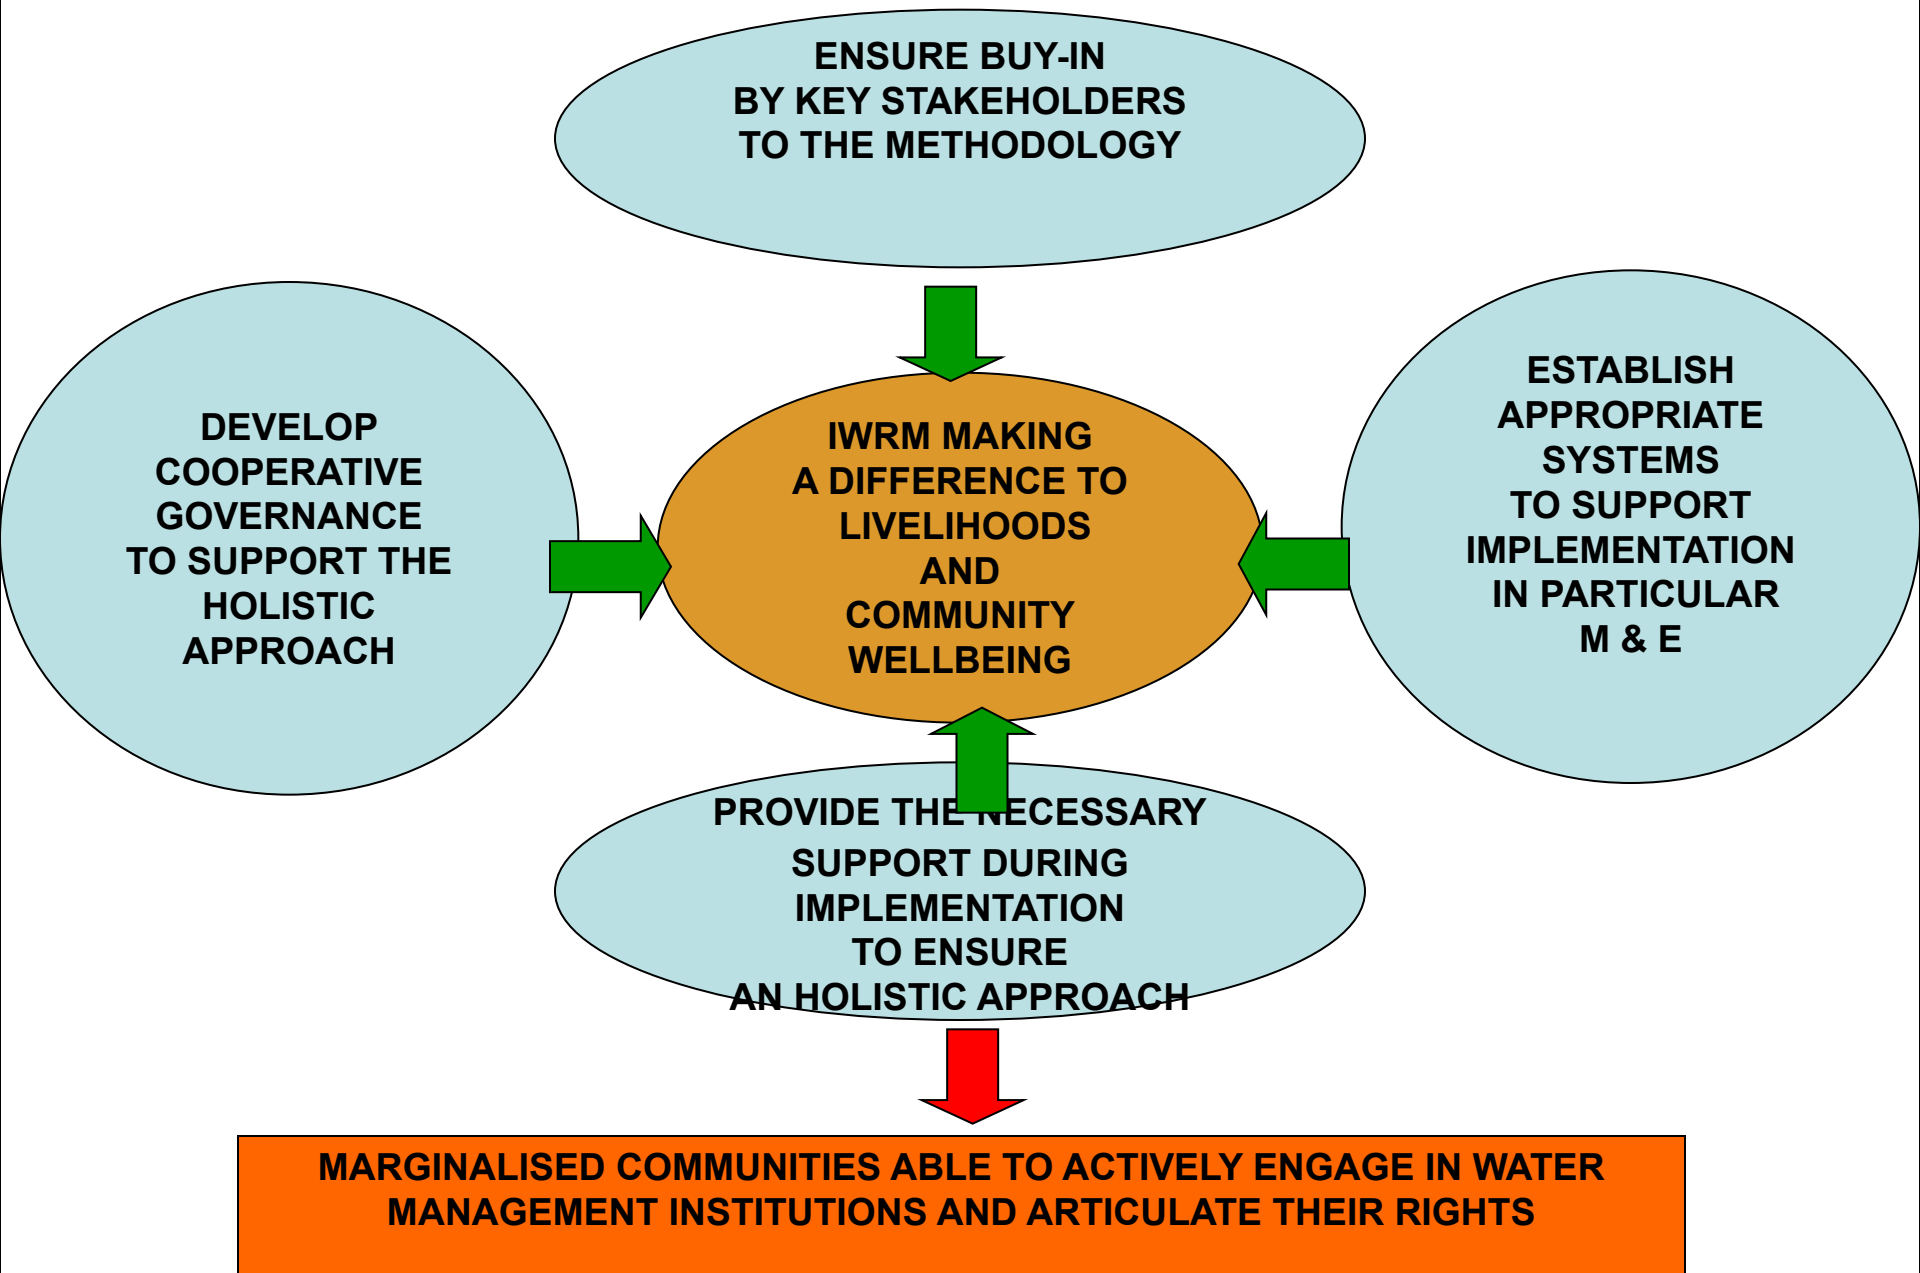 ENSURE BUY-IN
BY KEY STAKEHOLDERS
TO THE METHODOLOGY
DEVELOP
COOPERATIVE
GOVERNANCE
TO SUPPORT THE
HOLISTIC
APPROACH
IWRM MAKING
A DIFFERENCE TO
LIVELIHOODS
AND
COMMUNITY
WELLBEING
ESTABLISH
APPROPRIATE
SYSTEMS
TO SUPPORT
IMPLEMENTATION
IN PARTICULAR
M & E
PROVIDE THE NECESSARY
SUPPORT DURING
IMPLEMENTATION
TO ENSURE
AN HOLISTIC APPROACH
MARGINALISED COMMUNITIES ABLE TO ACTIVELY ENGAGE IN WATER
MANAGEMENT INSTITUTIONS AND ARTICULATE THEIR RIGHTS